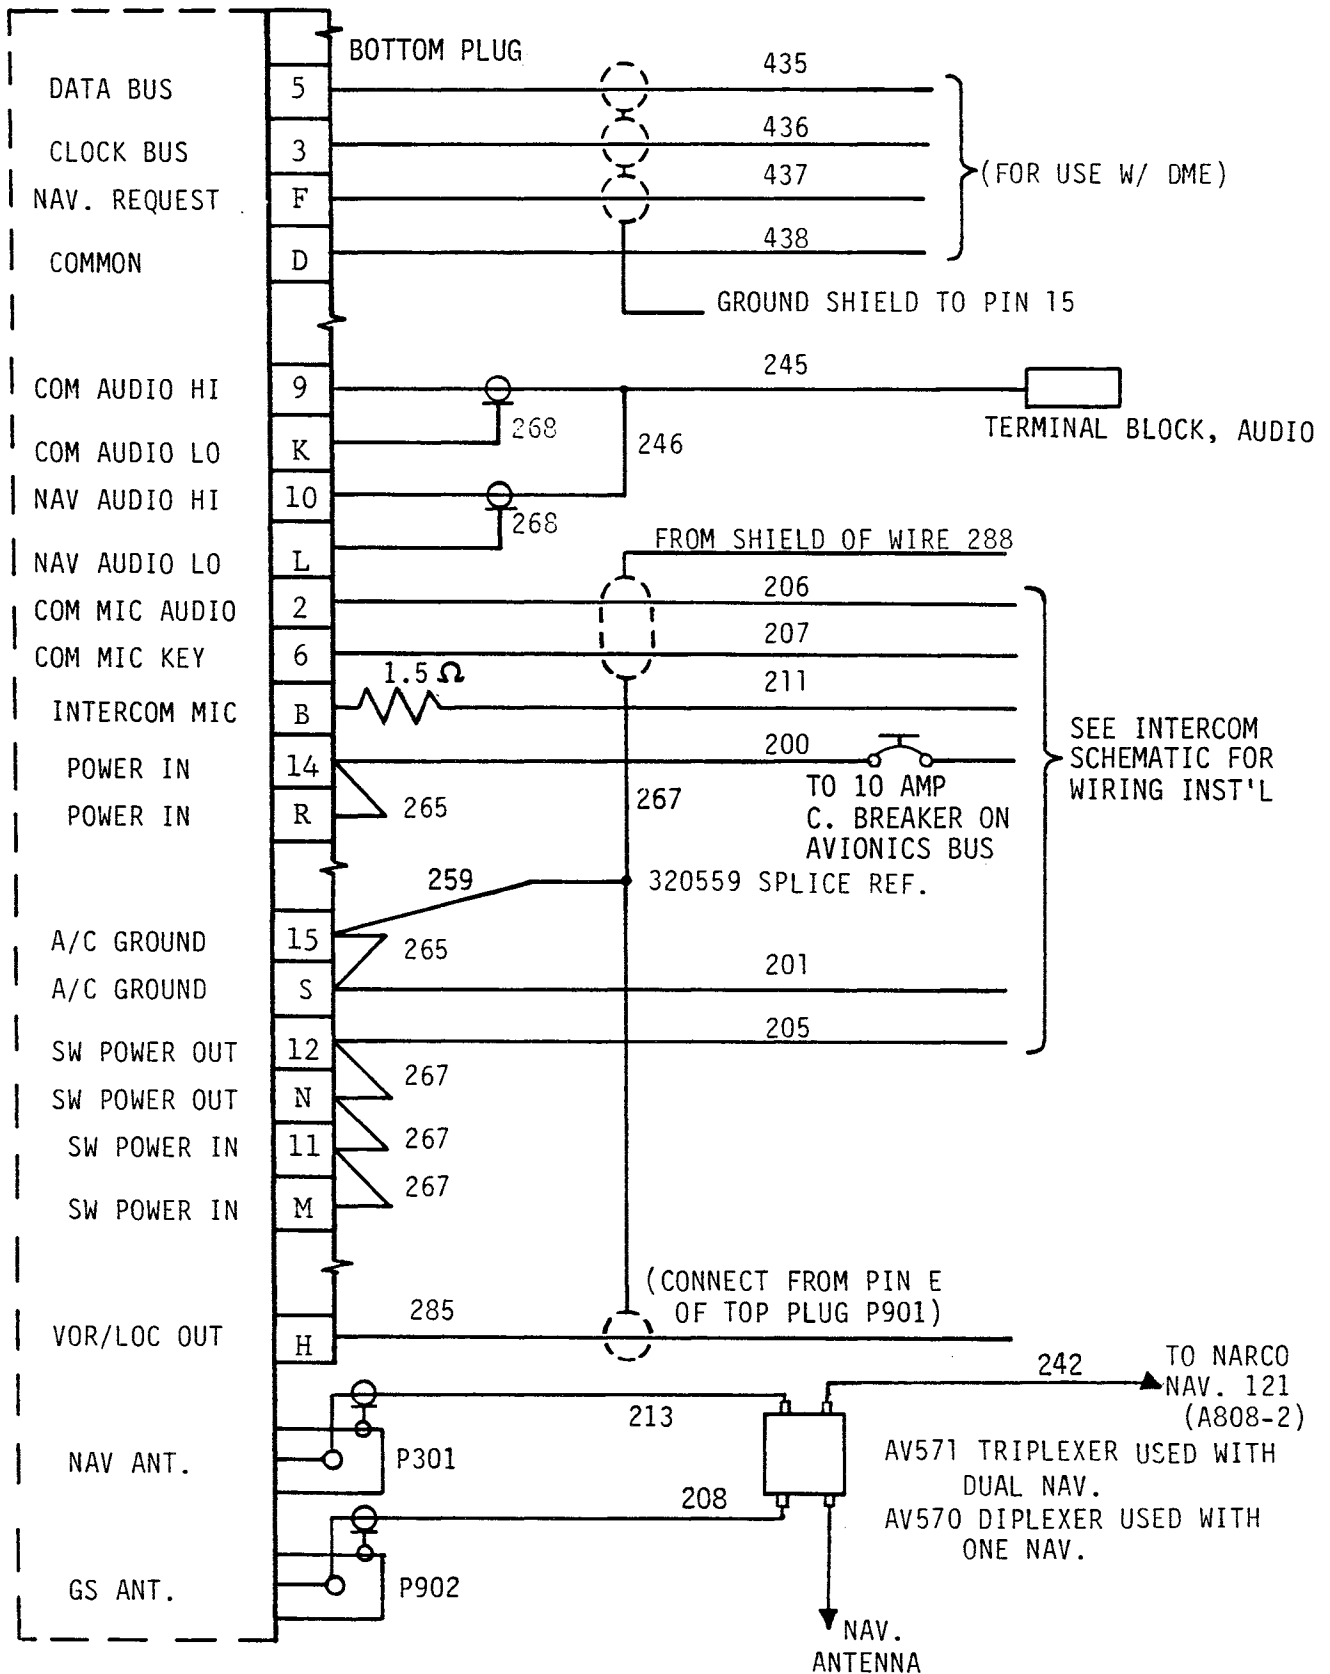 BOTTOM PLUG
DATA BUS 5 435
CLOCK BUS 3 436
NAV. REQUEST F 437
(FOR USE W/ DME)
COMMON D 438
GROUND SHIELD TO PIN 15
COM AUDIO HI 9 245
TERMINAL BLOCK, AUDIO
268
COM AUDIO LO K 246
NAV AUDIO HI 10
268
NAV AUDIO LO L
FROM SHIELD OF WIRE 288
COM MIC AUDIO 2 206
COM MIC KEY 6 207
1.5 Ω
INTERCOM MIC B 211
POWER IN 14 200
TO 10 AMP
C. BREAKER ON
AVIONICS BUS
SEE INTERCOM
SCHEMATIC FOR
WIRING INST'L
POWER IN R 265
267
259
320559 SPLICE REF.
A/C GROUND 15 265
A/C GROUND S 201
SW POWER OUT 12 205
267
SW POWER OUT N
267
SW POWER IN 11
267
SW POWER IN M
(CONNECT FROM PIN E
OF TOP PLUG P901)
VOR/LOC OUT H 285
242
TO NARCO
NAV. 121
(A808-2)
213
NAV ANT. P301
AV571 TRIPLEXER USED WITH
DUAL NAV.
AV570 DIPLEXER USED WITH
ONE NAV.
208
GS ANT. P902
NAV.
ANTENNA